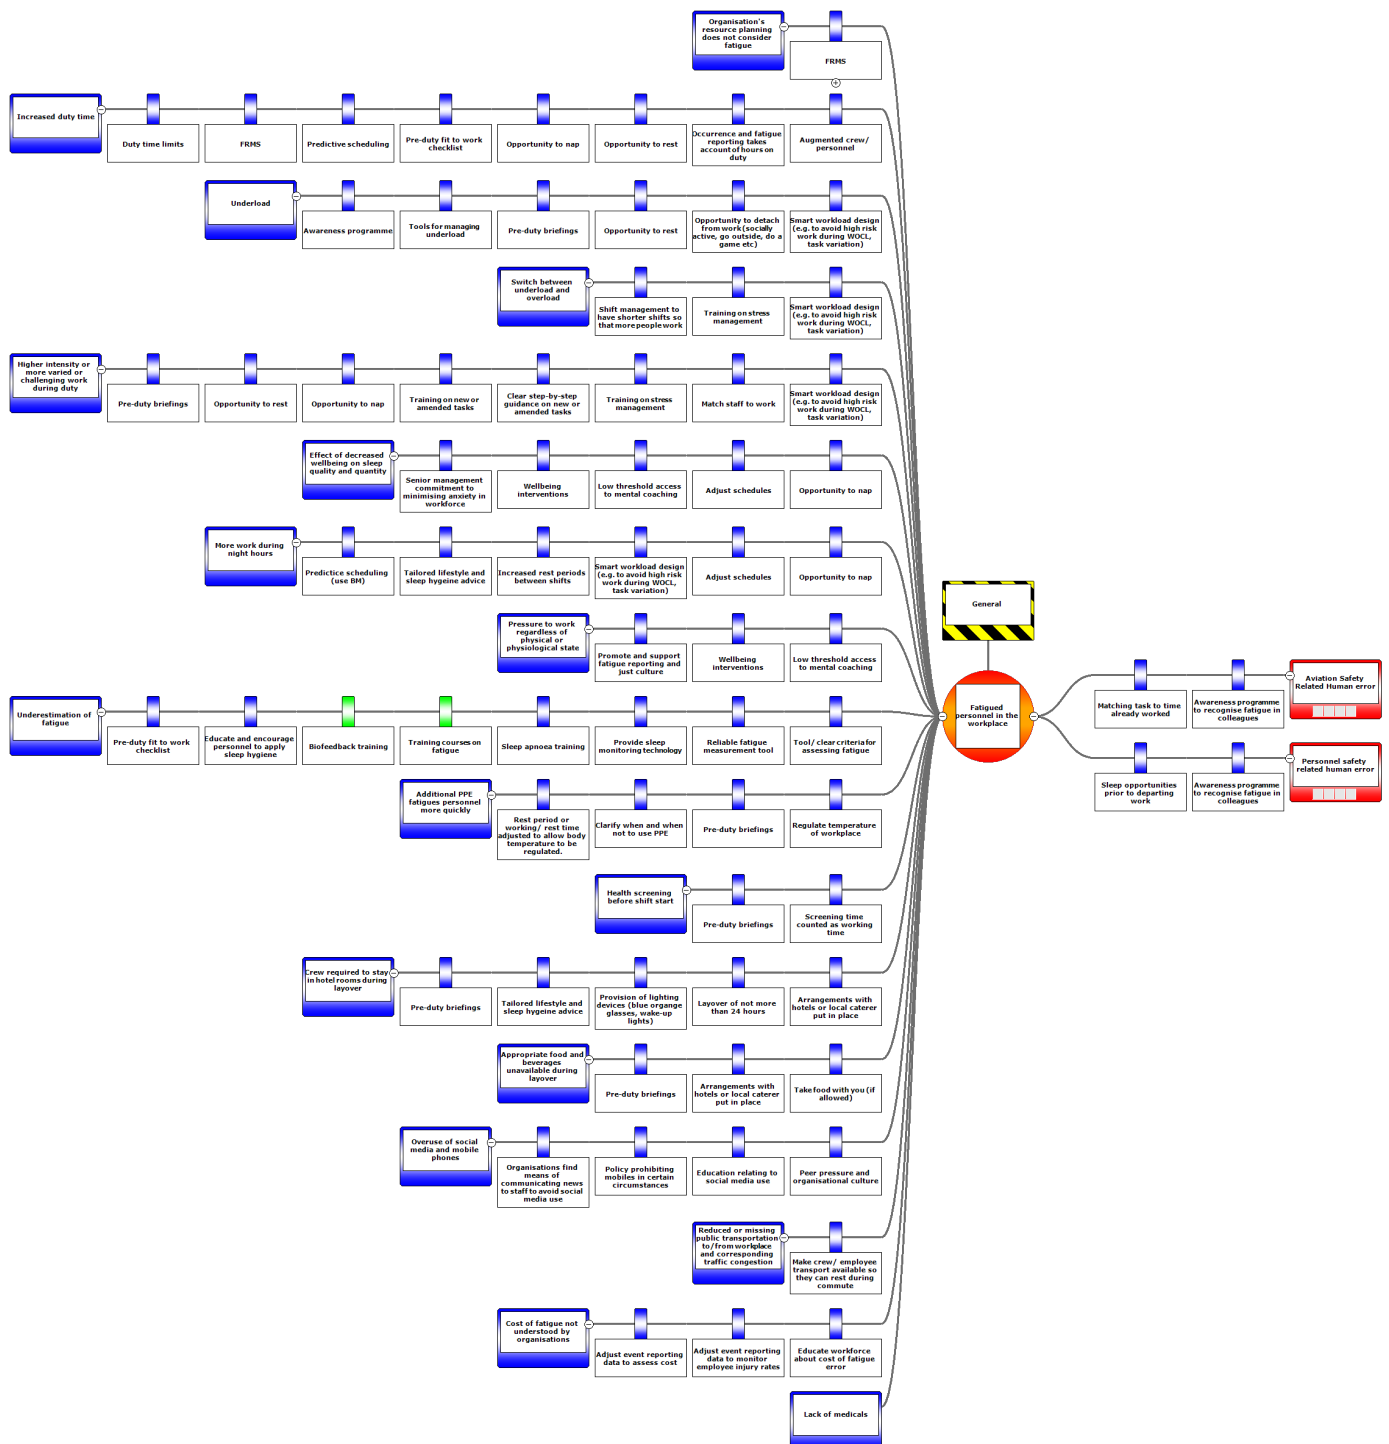 Organisation's
resource planning
does not consider
fatigue
FRMS
Increased duty time
Duty time limits
FRMS
Predictive scheduling
Pre-duty fit to work
checklist
Opportunity to nap
Opportunity to rest
Occurrence and fatigue
reporting takes
account of hours on
duty
Augmented crew/
personnel
Underload
Awareness programme
Tools for managing
underload
Pre-duty briefings
Opportunity to rest
Opportunity to detach
from work (socially
active, go outside, do a
game etc)
Smart workload design
(e.g. to avoid high risk
work during WOCL,
task variation)
Switch between
underload and
overload
Shift management to
have shorter shifts so
that more people work
Training on stress
management
Smart workload design
(e.g. to avoid high risk
work during WOCL,
task variation)
Higher intensity or
more varied or
challenging work
during duty
Pre-duty briefings
Opportunity to rest
Opportunity to nap
Training on new or
amended tasks
Clear step-by-step
guidance on new or
amended tasks
Training on stress
management
Match staff to work
Smart workload design
(e.g. to avoid high risk
work during WOCL,
task variation)
Effect of decreased
wellbeing on sleep
quality and quantity
Senior management
commitment to
minimising anxiety in
workforce
Wellbeing
interventions
Low threshold access
to mental coaching
Adjust schedules
Opportunity to nap
More work during
night hours
Predictice scheduling
(use BM)
Tailored lifestyle and
sleep hygeine advice
Increased rest periods
between shifts
Smart workload design
(e.g. to avoid high risk
work during WOCL,
task variation)
Adjust schedules
Opportunity to nap
General
Pressure to work
regardless of
physical or
physiological state
Promote and support
fatigue reporting and
just culture
Wellbeing
interventions
Low threshold access
to mental coaching
Fatigued
personnel in the
workplace
Matching task to time
already worked
Awareness programme
to recognise fatigue in
colleagues
Aviation Safety
Related Human error
Underestimation of
fatigue
Pre-duty fit to work
checklist
Educate and encourage
personnel to apply
sleep hygiene
Biofeedback training
Training courses on
fatigue
Sleep apnoea training
Provide sleep
monitoring technology
Reliable fatigue
measurement tool
Tool/ clear criteria for
assessing fatigue
Sleep opportunities
prior to departing
work
Awareness programme
to recognise fatigue in
colleagues
Personnel safety
related human error
Additional PPE
fatigues personnel
more quickly
Rest period or
working/ rest time
adjusted to allow body
temperature to be
regulated.
Clarify when and when
not to use PPE
Pre-duty briefings
Regulate temperature
of workplace
Health screening
before shift start
Pre-duty briefings
Screening time
counted as working
time
Crew required to stay
in hotel rooms during
layover
Pre-duty briefings
Tailored lifestyle and
sleep hygeine advice
Provision of lighting
devices (blue organge
glasses, wake-up
lights)
Layover of not more
than 24 hours
Arrangements with
hotels or local caterer
put in place
Appropriate food and
beverages
unavailable during
layover
Pre-duty briefings
Arrangements with
hotels or local caterer
put in place
Take food with you (if
allowed)
Overuse of social
media and mobile
phones
Organisations find
means of
communicating news
to staff to avoid social
media use
Policy prohibiting
mobiles in certain
circumstances
Education relating to
social media use
Peer pressure and
organisational culture
Reduced or missing
public transportation
to/from workplace
and corresponding
traffic congestion
Make crew/ employee
transport available so
they can rest during
commute
Cost of fatigue not
understood by
organisations
Adjust event reporting
data to assess cost
Adjust event reporting
data to monitor
employee injury rates
Educate workforce
about cost of fatigue
error
Lack of medicals